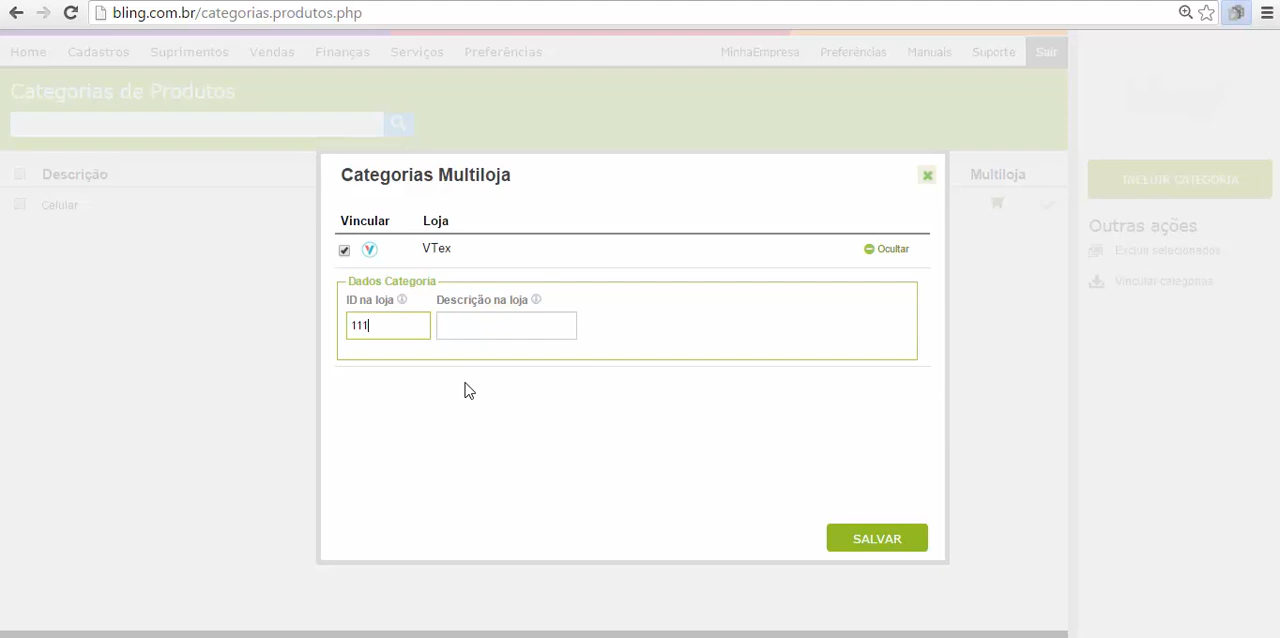 bling.com.br/categorias.produtos.php
Home Cadastros Suprimentos Vendas Finanças Serviços Preferências MinhaEmpresa Preferências Manuais Suporte Sair
Categorias de Produtos
Descrição Multiloja
Celular
INCLUIR CATEGORIA
Outras ações
Excluir selecionados
Vincular categorias
Categorias Multiloja
Vincular Loja
VTex Ocultar
Dados Categoria
ID na loja Descrição na loja
111
SALVAR